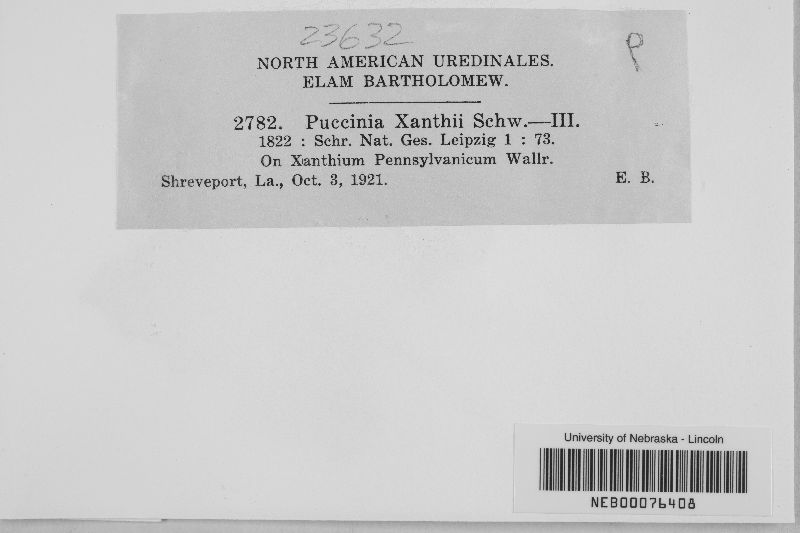 23632
P
NORTH AMERICAN UREDINALES.
ELAM BARTHOLOMEW.
2782. Puccinia Xanthii Schw.—III.
1822 : Schr. Nat. Ges. Leipzig 1 : 73.
On Xanthium Pennsylvanicum Wallr.
Shreveport, La., Oct. 3, 1921. E. B.
University of Nebraska - Lincoln
NEB00076408